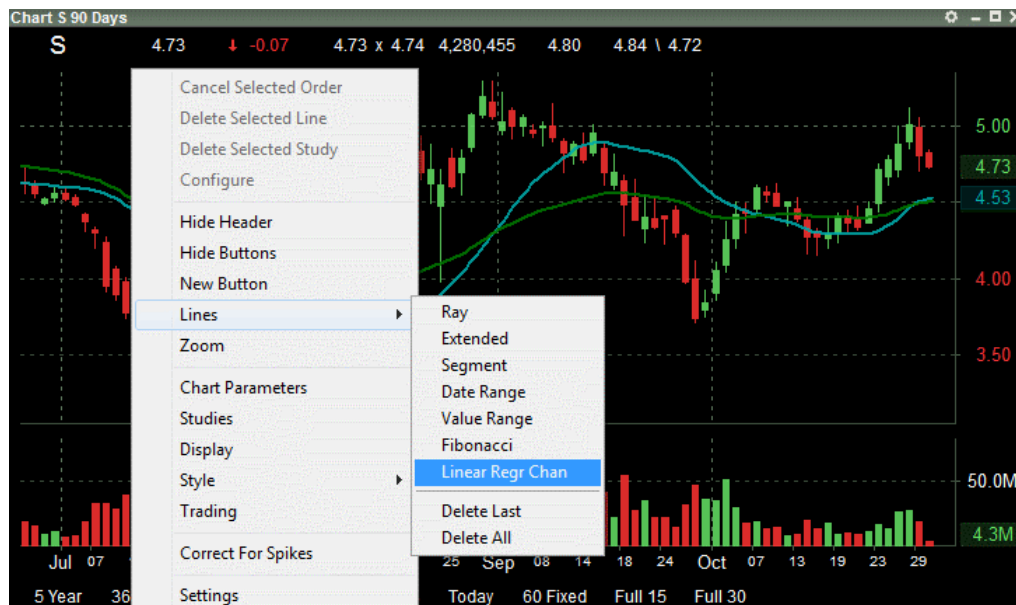 Chart S 90 Days
S 4.73 -0.07 4.73 x 4.74 4,280,455 4.80 4.84 \ 4.72
Cancel Selected Order
Delete Selected Line
Delete Selected Study
Configure
Hide Header
Hide Buttons
New Button
Lines
Zoom
Chart Parameters
Studies
Display
Style
Trading
Correct For Spikes
Settings
Ray
Extended
Segment
Date Range
Value Range
Fibonacci
Linear Regr Chan
Delete Last
Delete All
5.00
4.73
4.53
4.00
3.50
50.0M
4.3M
Jul 07 25 Sep 08 14 18 24 Oct 07 13 19 23 29
5 Year 36 Today 60 Fixed Full 15 Full 30